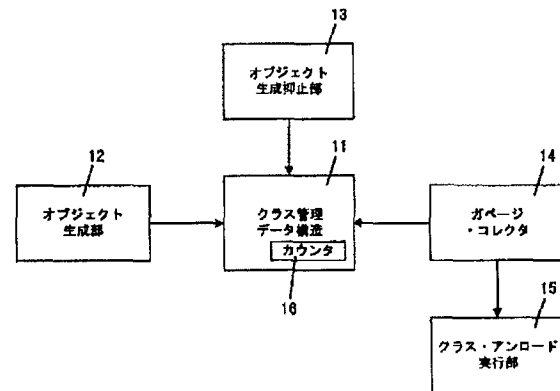 13
オブジェクト
生成抑止部
12
オブジェクト
生成部
11
クラス管理
データ構造
カウンタ
16
14
ガベージ
・コレクタ
15
クラス・アンロード
実行部